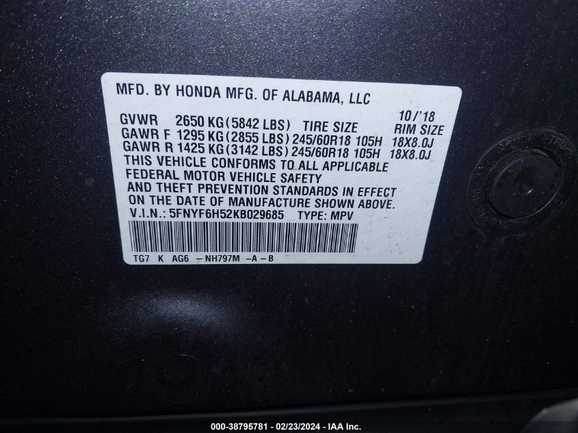 MFD. BY HONDA MFG. OF ALABAMA, LLC
10/'18
GVWR 2650 KG(5842 LBS) TIRE SIZE RIM SIZE
GAWR F 1295 KG(2855 LBS)245/60R18 105H 18X8.0J
GAWR R 1425 KG(3142 LBS)245/60R18 105H 18X8.0J
THIS VEHICLE CONFORMS TO ALL APPLICABLE
FEDERAL MOTOR VEHICLE SAFETY
AND THEFT PREVENTION STANDARDS IN EFFECT
ON THE DATE OF MANUFACTURE SHOWN ABOVE.
V.I.N.: 5FNYF6H52KB029685 TYPE: MPV
TG7 K AG6 -NH797M -A-B
000-38795781 - 02/23/2024 - IAA Inc.